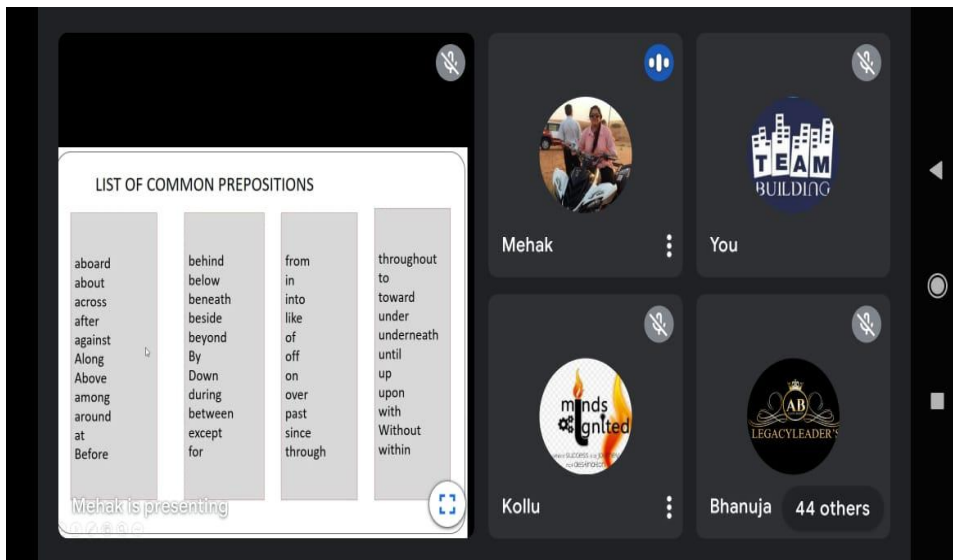 LIST OF COMMON PREPOSITIONS
aboard
about
across
after
against
Along
Above
among
around
at
Before
behind
below
beneath
beside
beyond
By
Down
during
between
except
for
from
in
into
like
of
off
on
over
past
since
through
throughout
to
toward
under
underneath
until
up
upon
with
Without
within
Mehak is presenting
Mehak
TEAM
BUILDING
You
minds
ignited
Kollu
AB
LEGACYLEADER'S
Bhanuja
44 others